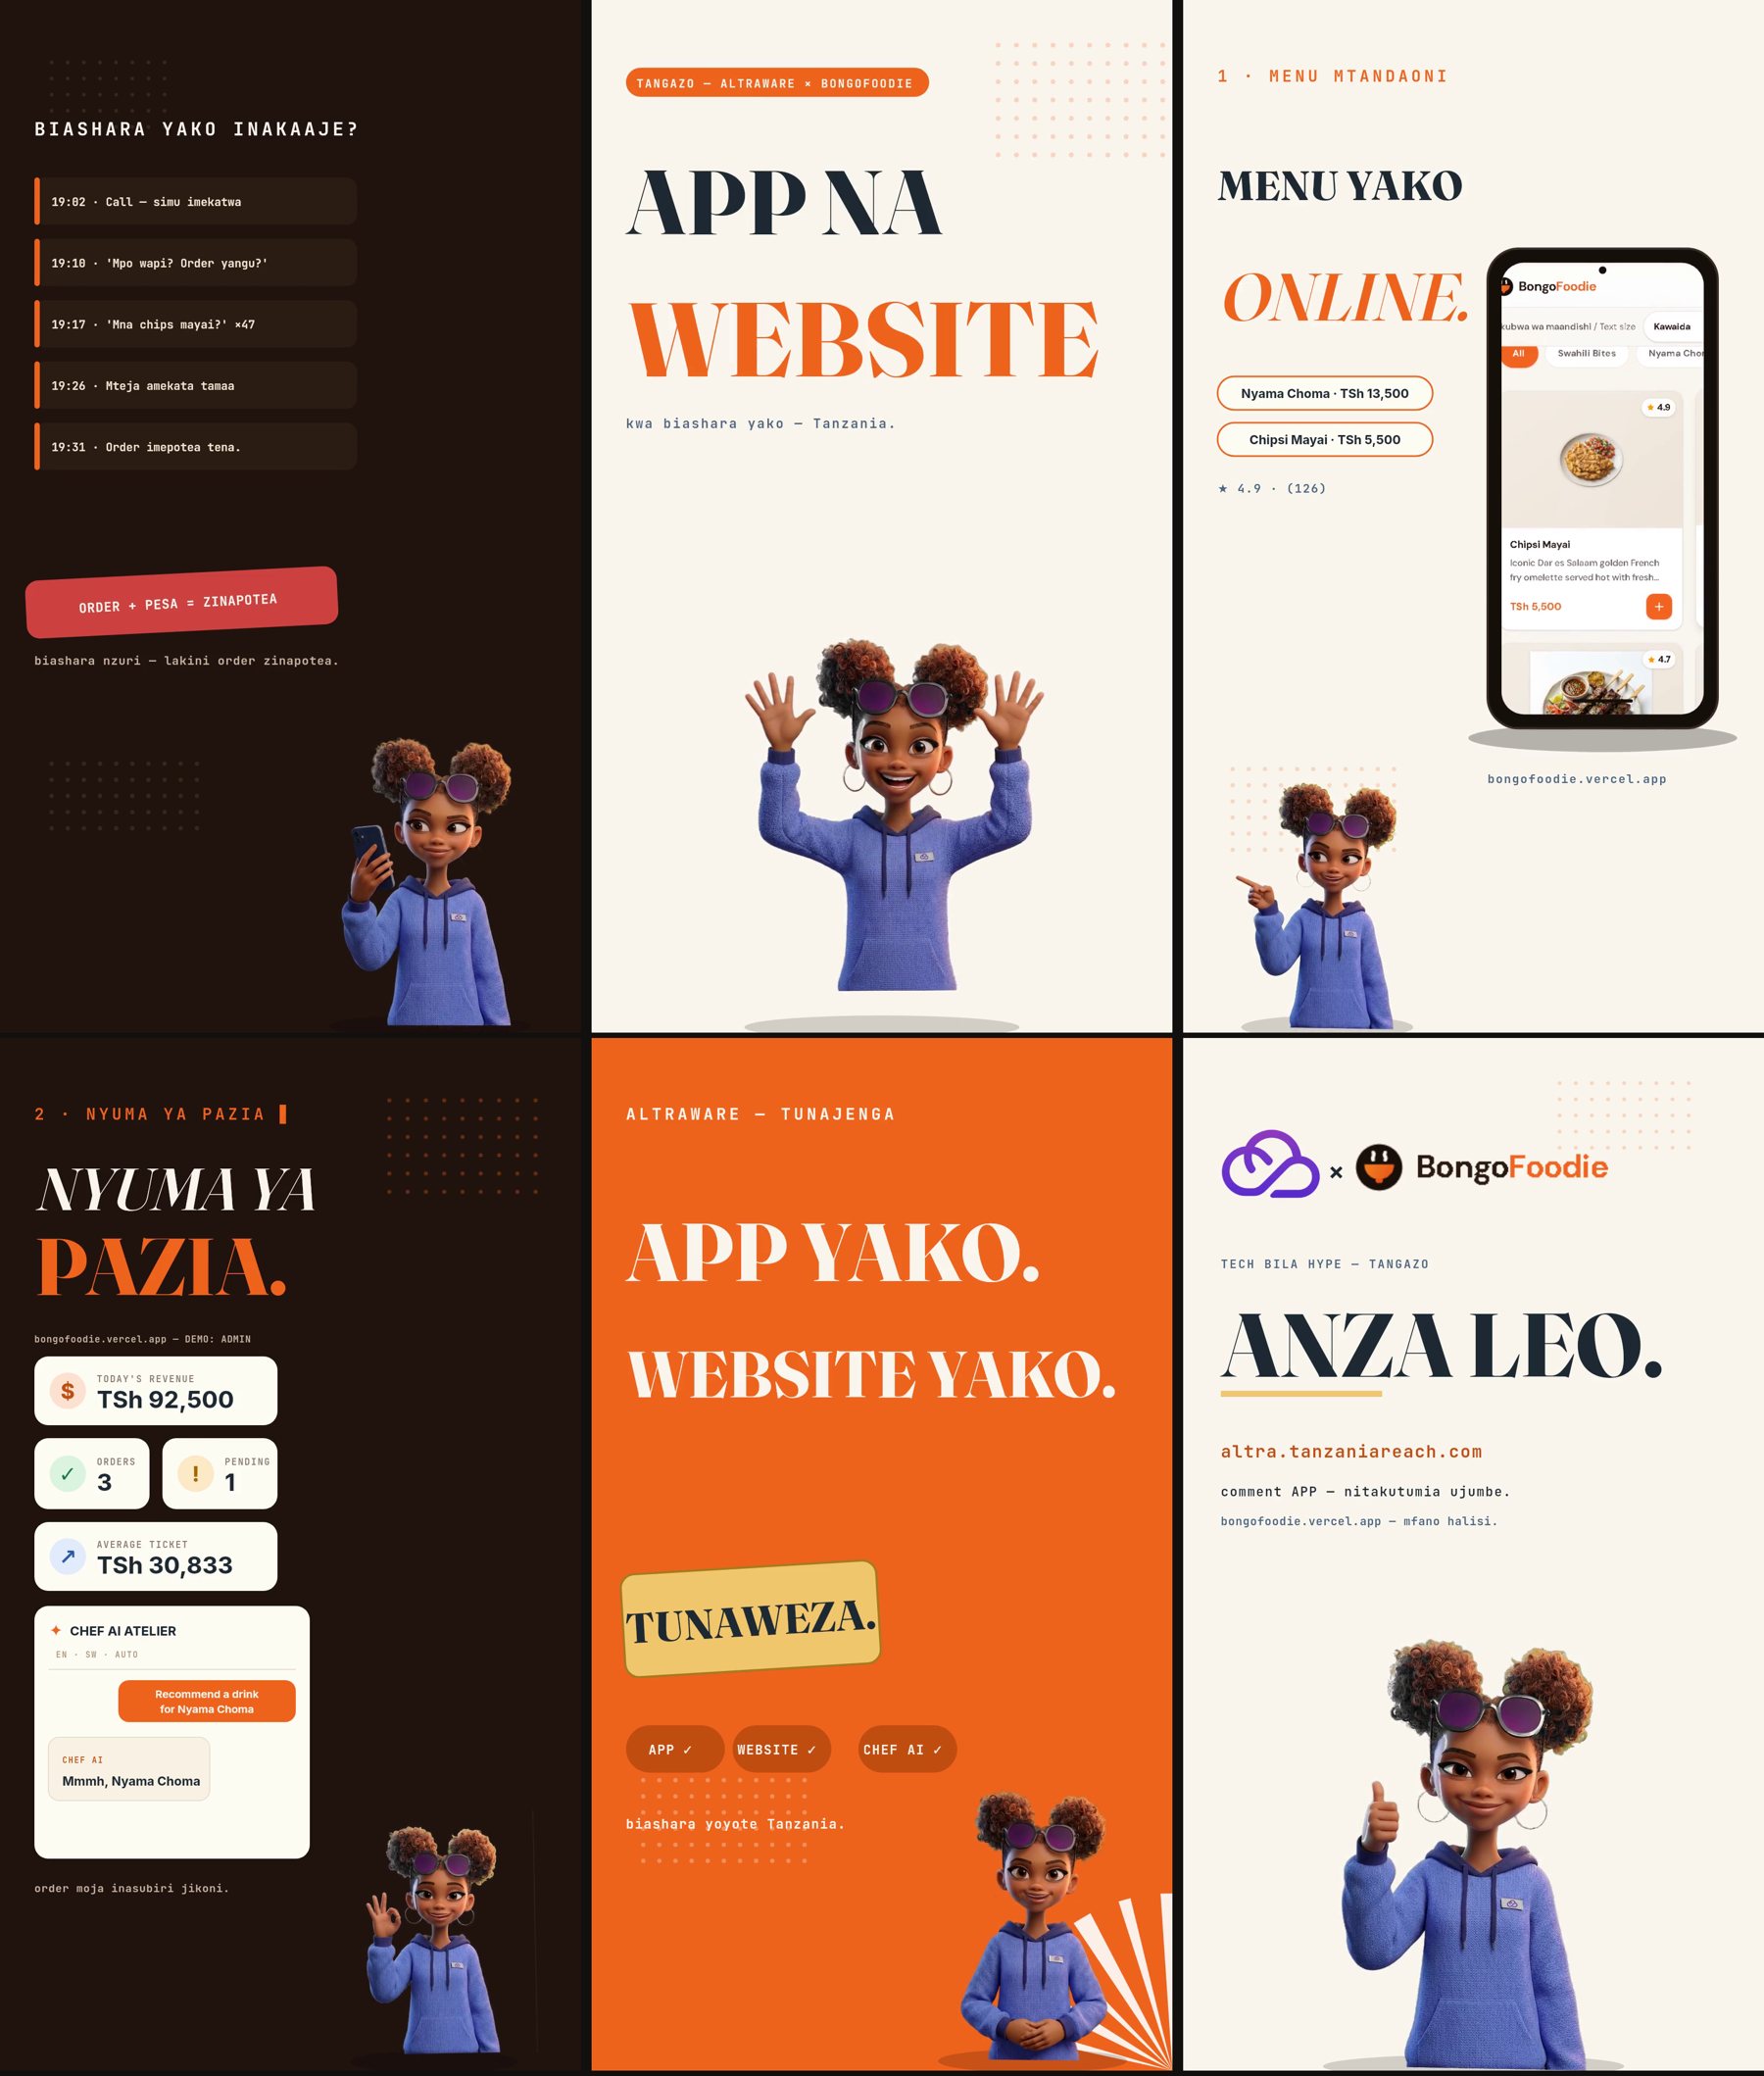 BIASHARA YAKO INAKAAJE?
19:02 · Call — simu imekatwa
19:10 · 'Mpo wapi? Order yangu?'
19:17 · 'Mna chips mayai?' ×47
19:26 · Mteja amekata tamaa
19:31 · Order imepotea tena.
ORDER + PESA = ZINAPOTEA
biashara nzuri — lakini order zinapotea.
TANGAZO — ALTRAWARE × BONGOFOODIE
APP NA
WEBSITE
kwa biashara yako — Tanzania.
1 · MENU MTANDAONI
MENU YAKO
ONLINE.
Nyama Choma · TSh 13,500
Chipsi Mayai · TSh 5,500
★ 4.9 · (126)
BongoFoodie
kubwa wa maandishi / Text size
Kawaida
All
Swahili Bites
Nyama Chor
★ 4.9
Chipsi Mayai
Iconic Dar es Salaam golden French
fry omelette served hot with fresh...
TSh 5,500
+
★ 4.7
bongofoodie.vercel.app
2 · NYUMA YA PAZIA
NYUMA YA
PAZIA.
bongofoodie.vercel.app — DEMO: ADMIN
$
TODAY'S REVENUE
TSh 92,500
✓
ORDERS
3
!
PENDING
1
↗
AVERAGE TICKET
TSh 30,833
✦ CHEF AI ATELIER
EN · SW · AUTO
Recommend a drink
for Nyama Choma
CHEF AI
Mmmh, Nyama Choma
order moja inasubiri jikoni.
ALTRAWARE — TUNAJENGA
APP YAKO.
WEBSITE YAKO.
TUNAWEZA.
APP ✓
WEBSITE ✓
CHEF AI ✓
biashara yoyote Tanzania.
× BongoFoodie
TECH BILA HYPE — TANGAZO
ANZA LEO.
altra.tanzaniareach.com
comment APP — nitakutumia ujumbe.
bongofoodie.vercel.app — mfano halisi.